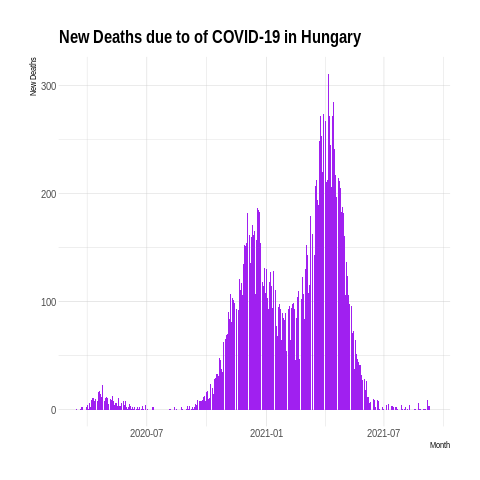 New Deaths due to of COVID-19 in Hungary
New Deaths
300
200
100
0
2020-07
2021-01
2021-07
Month